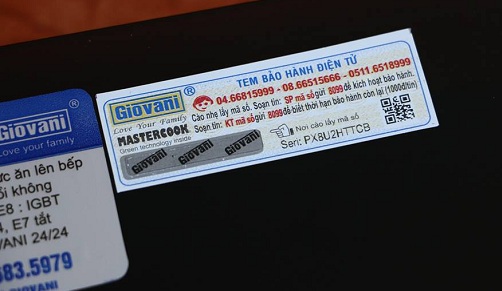 TEM BẢO HÀNH ĐIỆN TỬ
Giovani ®
04.66815999 - 08.66515666 - 0511.6518999
Love Your Family
Cào nhẹ lấy mã số. Soạn tin: SP mã số gửi 8099 để kích hoạt bảo hành.
MASTERCOOK
Soạn tin: KT mã số gửi 8099 để biết thời hạn bảo hành còn lại (1000đ/tin)
Green technology inside
Giovani Giovani Giovani
Nơi cào lấy mã số
Seri: PX8U2HTTCB
®
Giovani
Love your family
ức ăn lên bếp
ổi không
E8 : IGBT
4, E7 tắt
/ANI 24/24
583.5979